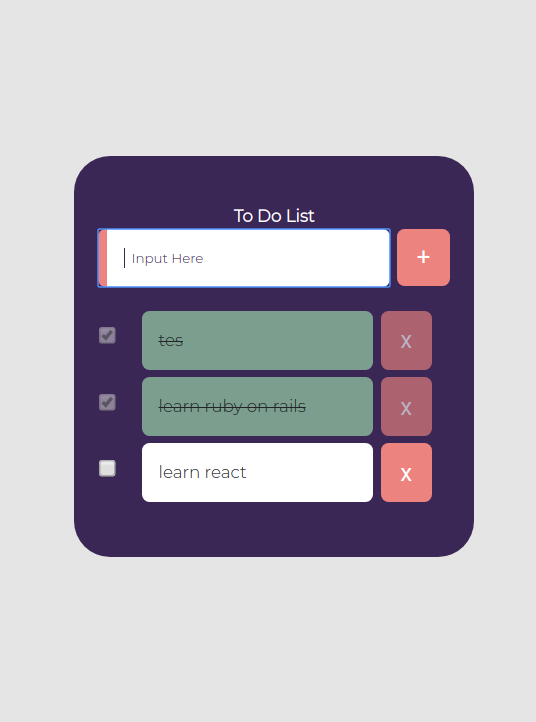 To Do List
Input Here
+
tes
x
learn ruby on rails
x
learn react
x